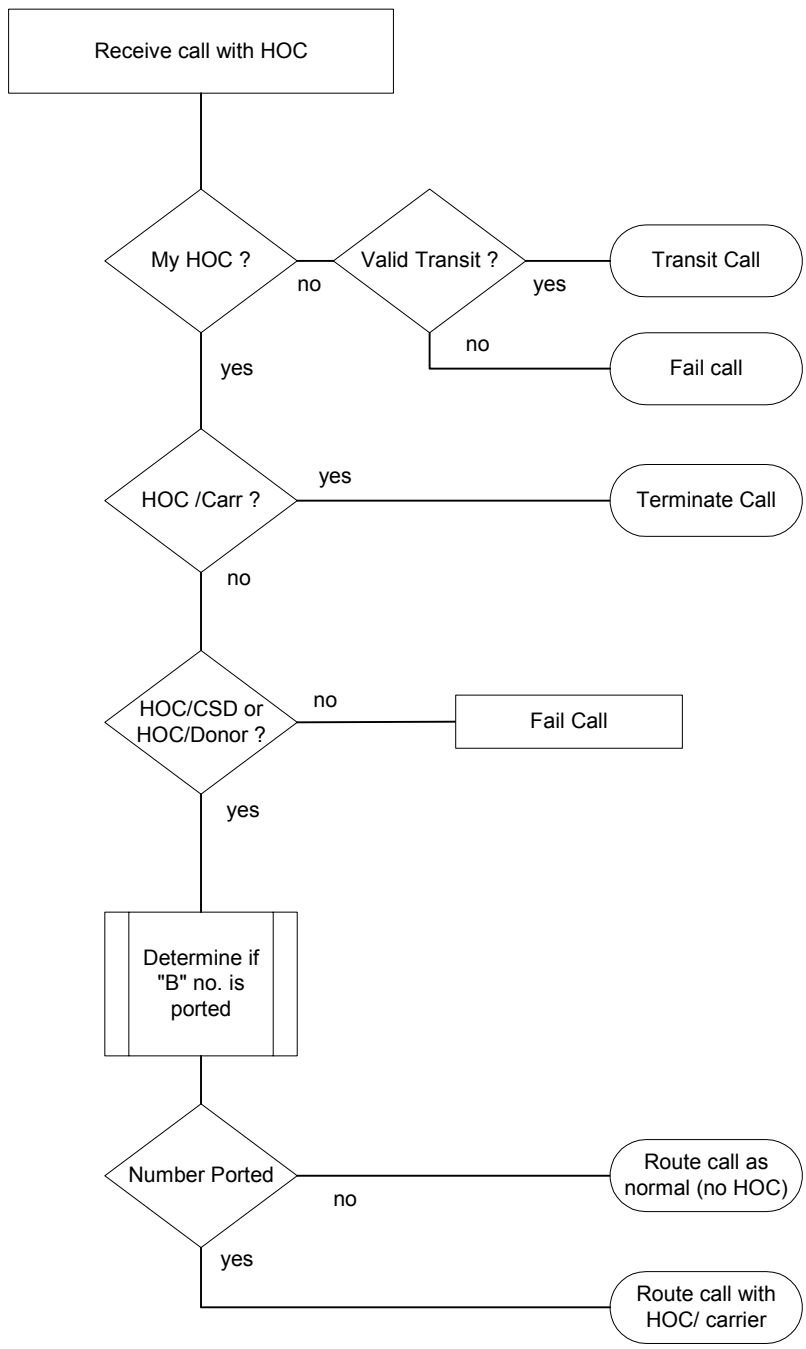 Receive call with HOC
My HOC ?
no
Valid Transit ?
yes
Transit Call
no
Fail call
yes
HOC /Carr ?
yes
Terminate Call
no
HOC/CSD or
HOC/Donor ?
no
Fail Call
yes
Determine if
"B" no. is
ported
Number Ported
no
Route call as
normal (no HOC)
yes
Route call with
HOC/ carrier